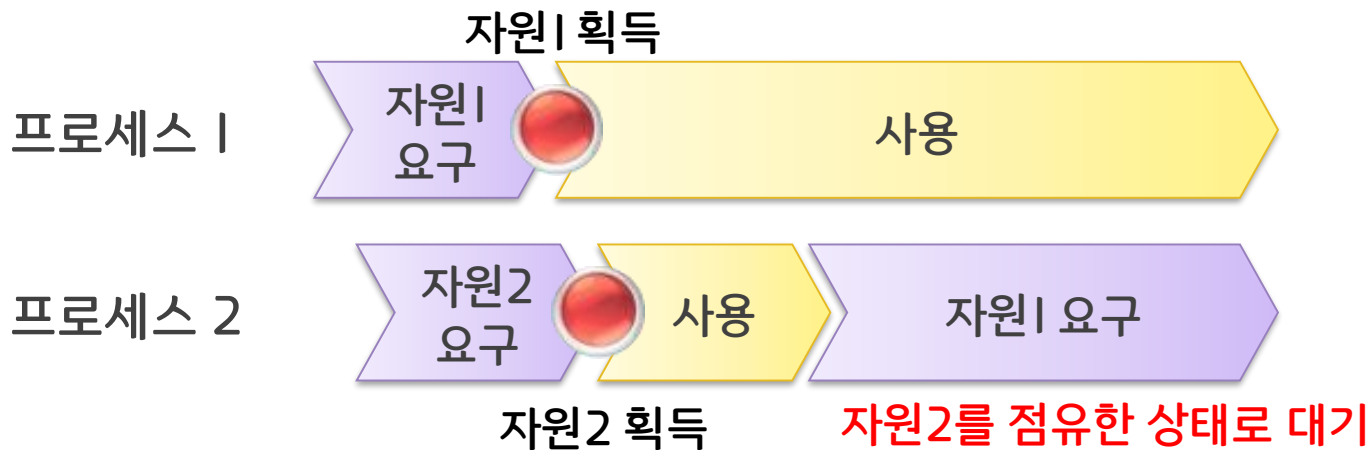 자원1 획득
프로세스 1
자원1
요구
사용
프로세스 2
자원2
요구
사용
자원1 요구
자원2 획득
자원2를 점유한 상태로 대기